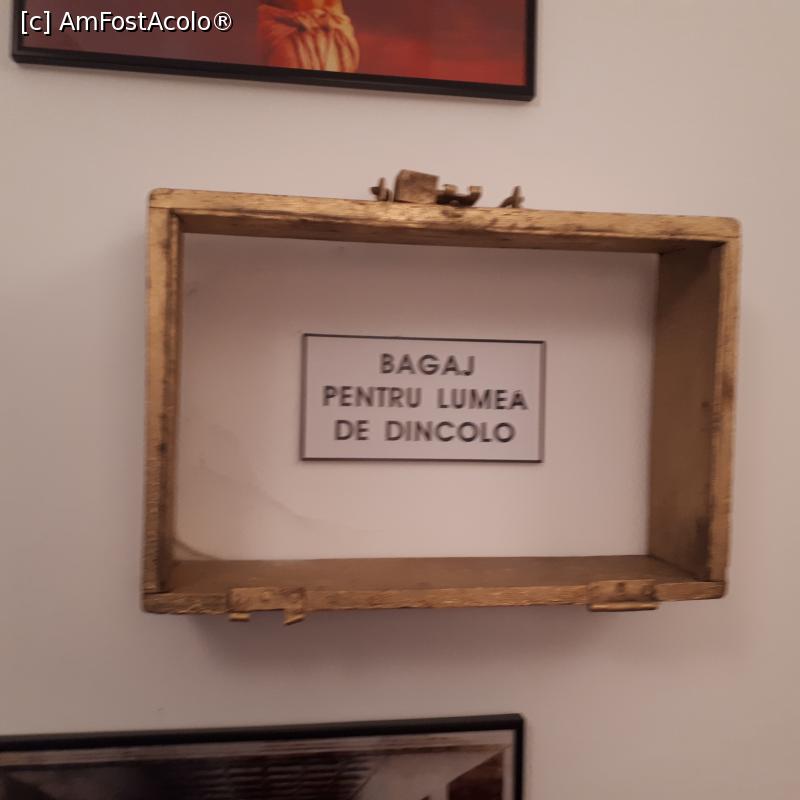 [c] AmFostAcolo®
BAGAJ
PENTRU LUMEA
DE DINCOLO